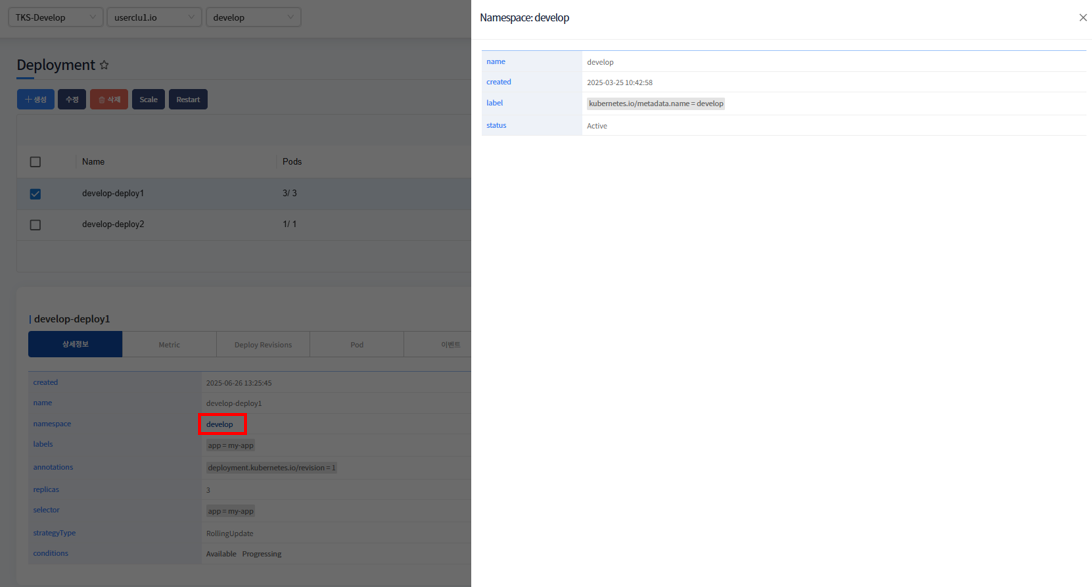 TKS-Develop userclu1.io develop
Deployment
+ 생성 수정 삭제 Scale Restart
Name Pods
develop-deploy1 3/ 3
develop-deploy2 1/ 1
develop-deploy1
상세정보 Metric Deploy Revisions Pod 이벤트
created 2025-06-26 13:25:45
name develop-deploy1
namespace develop
labels app = my-app
annotations deployment.kubernetes.io/revision = 1
replicas 3
selector app = my-app
strategyType RollingUpdate
conditions Available Progressing
Namespace: develop
name develop
created 2025-03-25 10:42:58
label kubernetes.io/metadata.name = develop
status Active